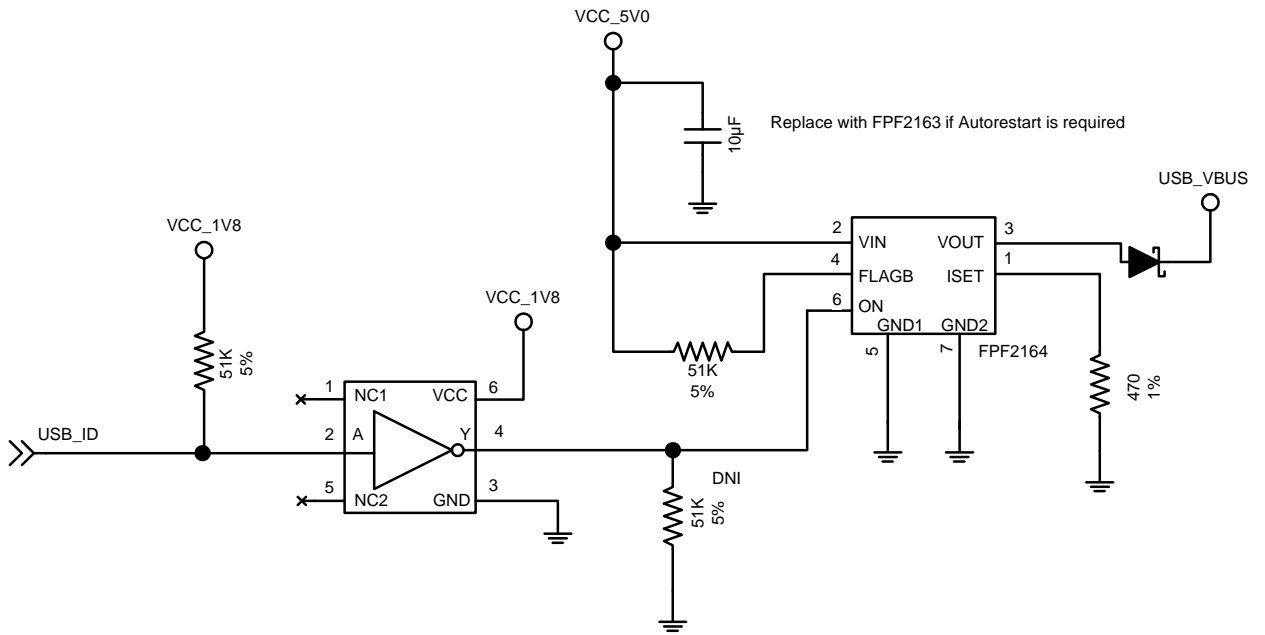 VCC_5V0
10µF
Replace with FPF2163 if Autorestart is required
USB_VBUS
VCC_1V8
51K
5%
VCC_1V8
2
VIN
VOUT
3
4
FLAGB
ISET
1
6
ON
GND1
GND2
5
7
FPF2164
51K
5%
470
1%
1
NC1
VCC
6
USB_ID
2
A
Y
4
5
NC2
GND
3
DNI
51K
5%